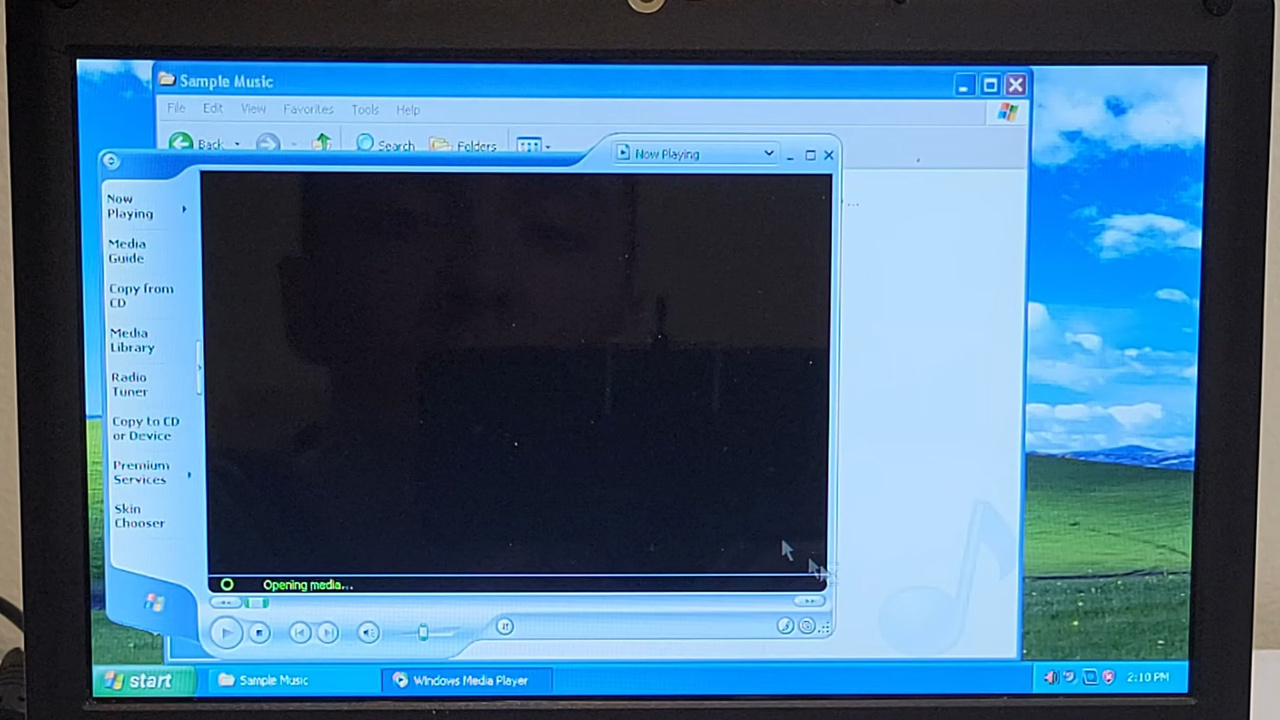 Sample Music
File Edit View Favorites Tools Help
Back Search Folders
Now Playing
Now
Playing
Media
Guide
Copy from
CD
Media
Library
Radio
Tuner
Copy to CD
or Device
Premium
Services
Skin
Chooser
Opening media...
start Sample Music Windows Media Player 2:10 PM